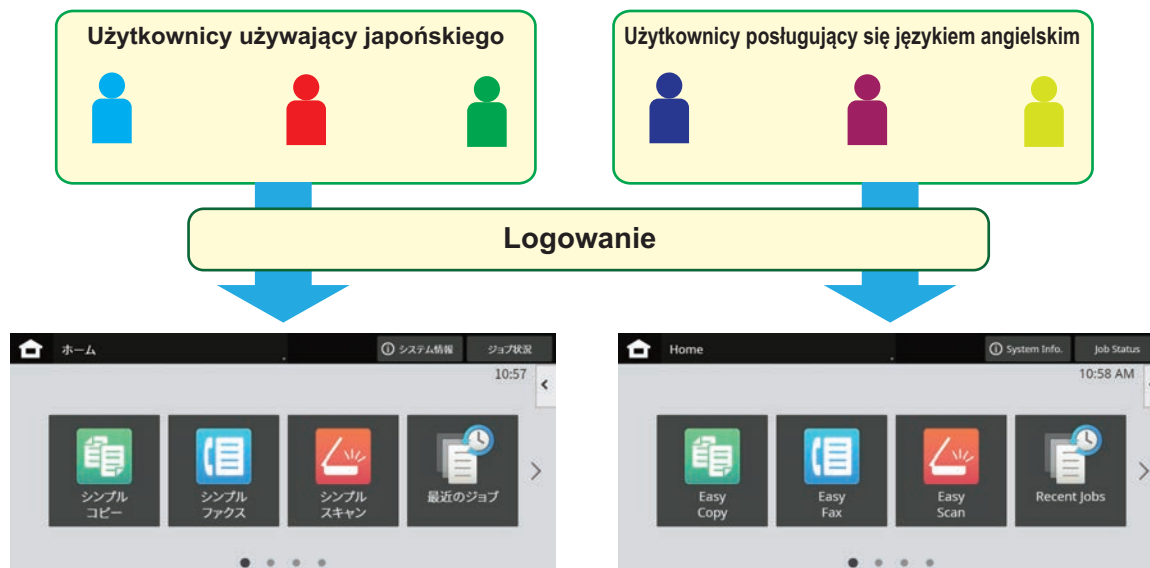 Użytkownicy używający japońskiego
Użytkownicy posługujący się językiem angielskim
Logowanie
ホーム
システム情報
ジョブ状況
10:57
シンプル
コピー
シンプル
ファクス
シンプル
スキャン
最近のジョブ
Home
System Info.
Job Status
10:58 AM
Easy
Copy
Easy
Fax
Easy
Scan
Recent Jobs